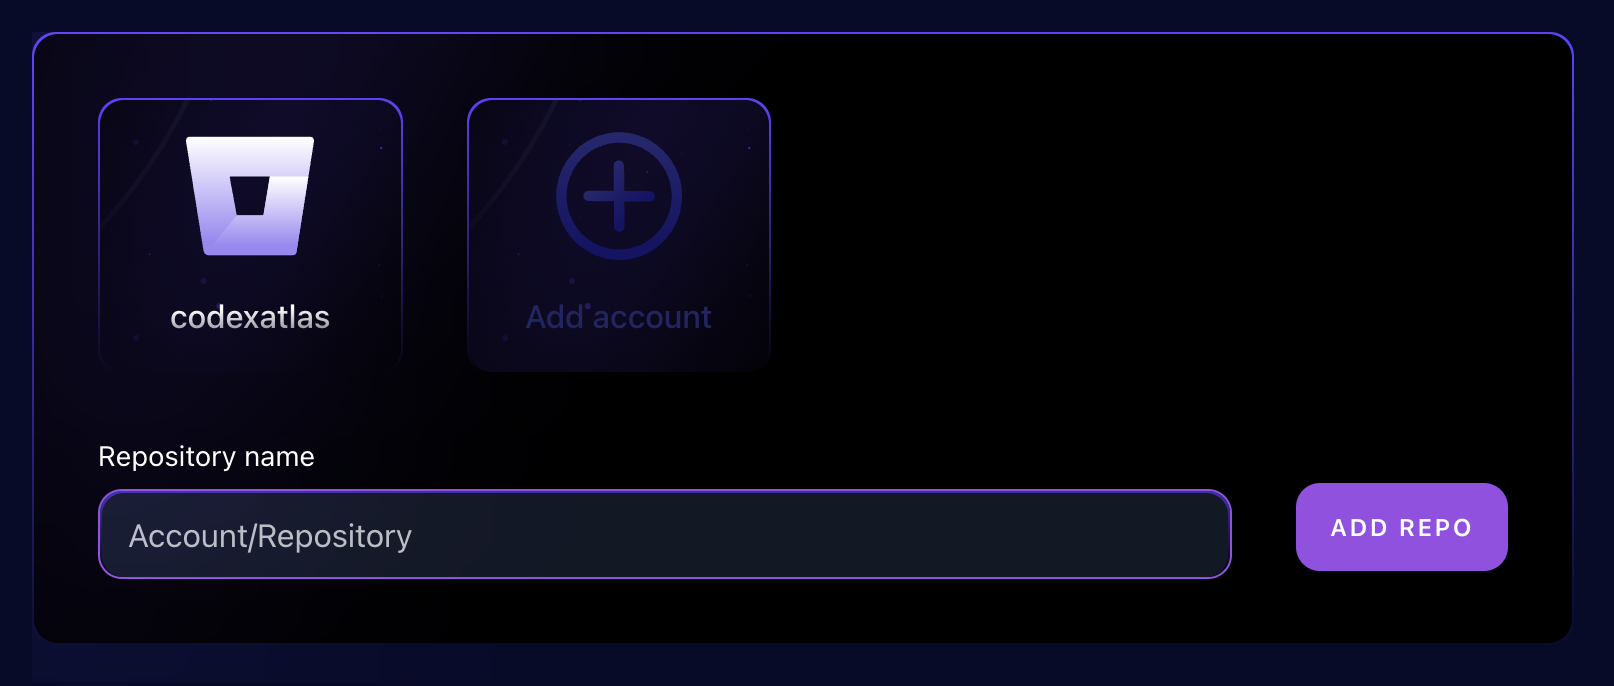 codexatlas
Add account
Repository name
Account/Repository
ADD REPO